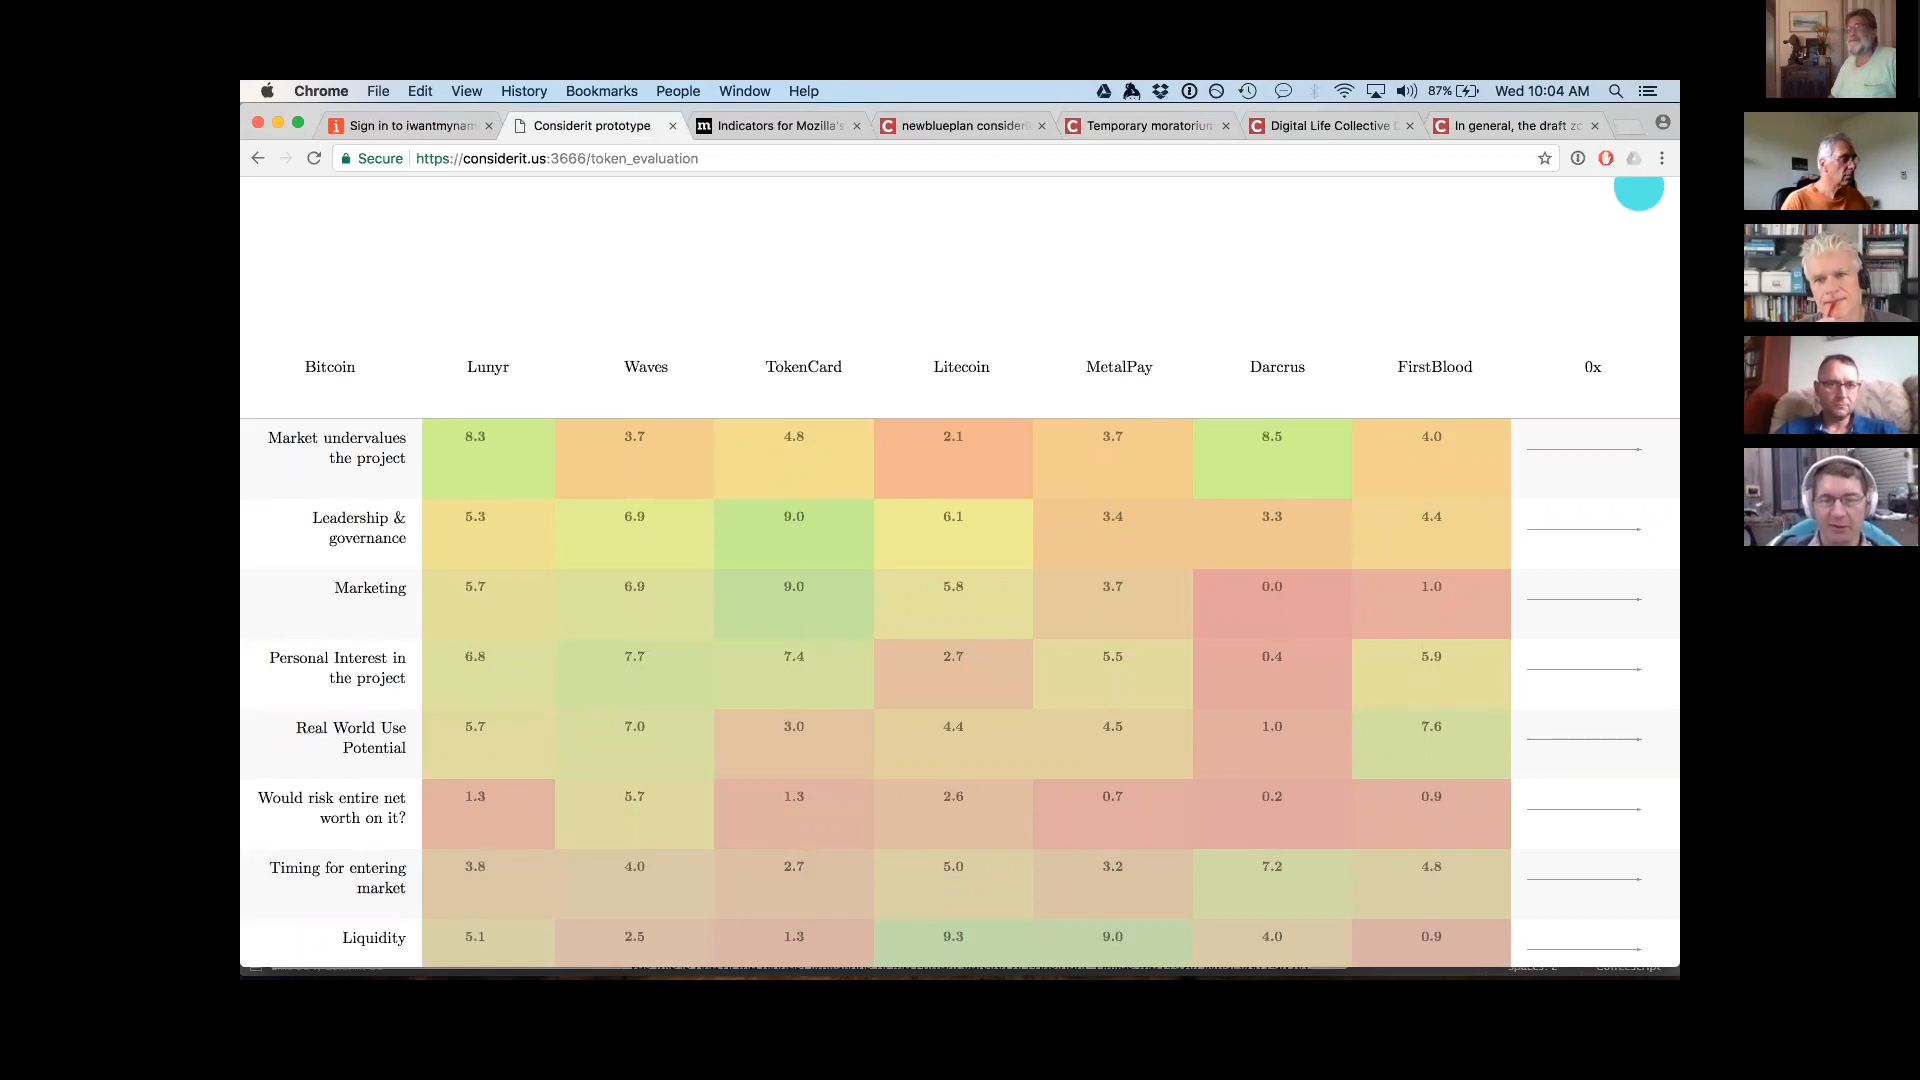 Chrome File Edit View History Bookmarks People Window Help 87% Wed 10:04 AM
Sign in to iwantmynam Considerit prototype Indicators for Mozilla's newblueplan consider Temporary moratoriun Digital Life Collective D In general, the draft zo
Secure https://considerit.us:3666/token_evaluation
Bitcoin Lunyr Waves TokenCard Litecoin MetalPay Darcrus FirstBlood 0x
Market undervalues the project 8.3 3.7 4.8 2.1 3.7 8.5 4.0
Leadership & governance 5.3 6.9 9.0 6.1 3.4 3.3 4.4
Marketing 5.7 6.9 9.0 5.8 3.7 0.0 1.0
Personal Interest in the project 6.8 7.7 7.4 2.7 5.5 0.4 5.9
Real World Use Potential 5.7 7.0 3.0 4.4 4.5 1.0 7.6
Would risk entire net worth on it? 1.3 5.7 1.3 2.6 0.7 0.2 0.9
Timing for entering market 3.8 4.0 2.7 5.0 3.2 7.2 4.8
Liquidity 5.1 2.5 1.3 9.3 9.0 4.0 0.9